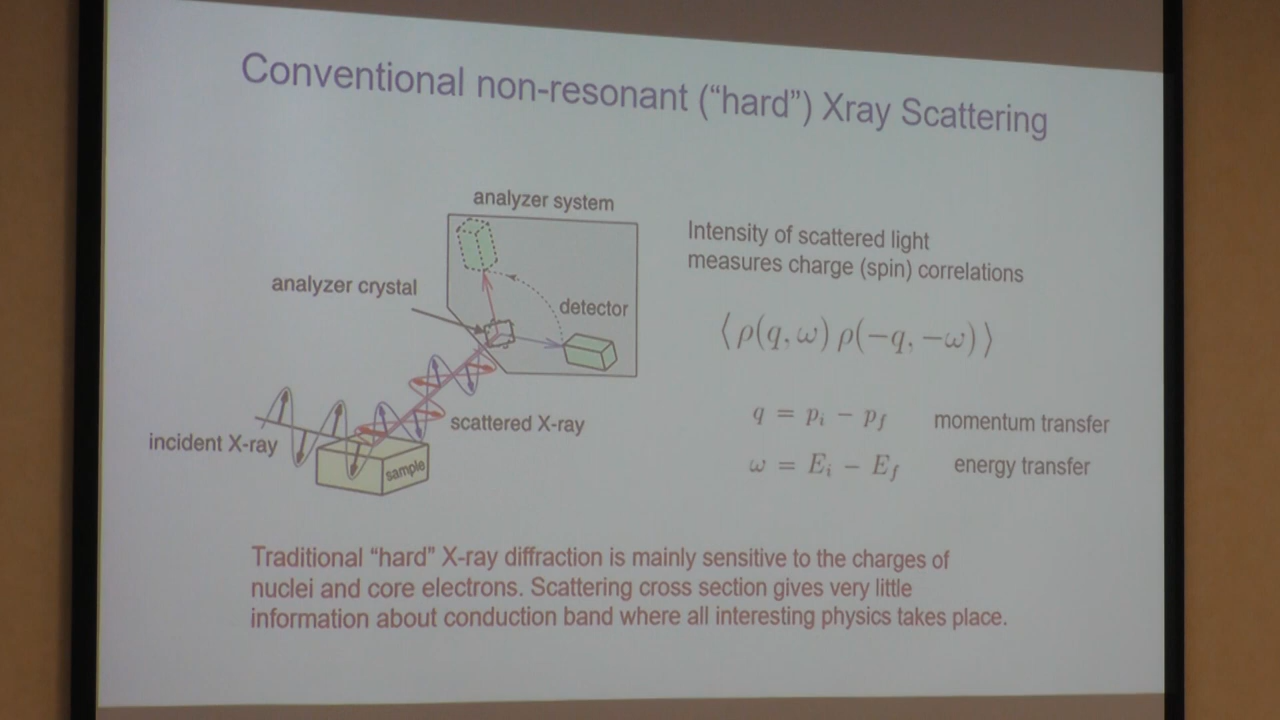 Conventional non-resonant (“hard”) Xray Scattering
analyzer system
analyzer crystal
detector
incident X-ray
scattered X-ray
sample
Intensity of scattered light
measures charge (spin) correlations
⟨ ρ(q, ω) ρ(−q, −ω) ⟩
q = p_i − p_f momentum transfer
ω = E_i − E_f energy transfer
Traditional “hard” X-ray diffraction is mainly sensitive to the charges of
nuclei and core electrons. Scattering cross section gives very little
information about conduction band where all interesting physics takes place.